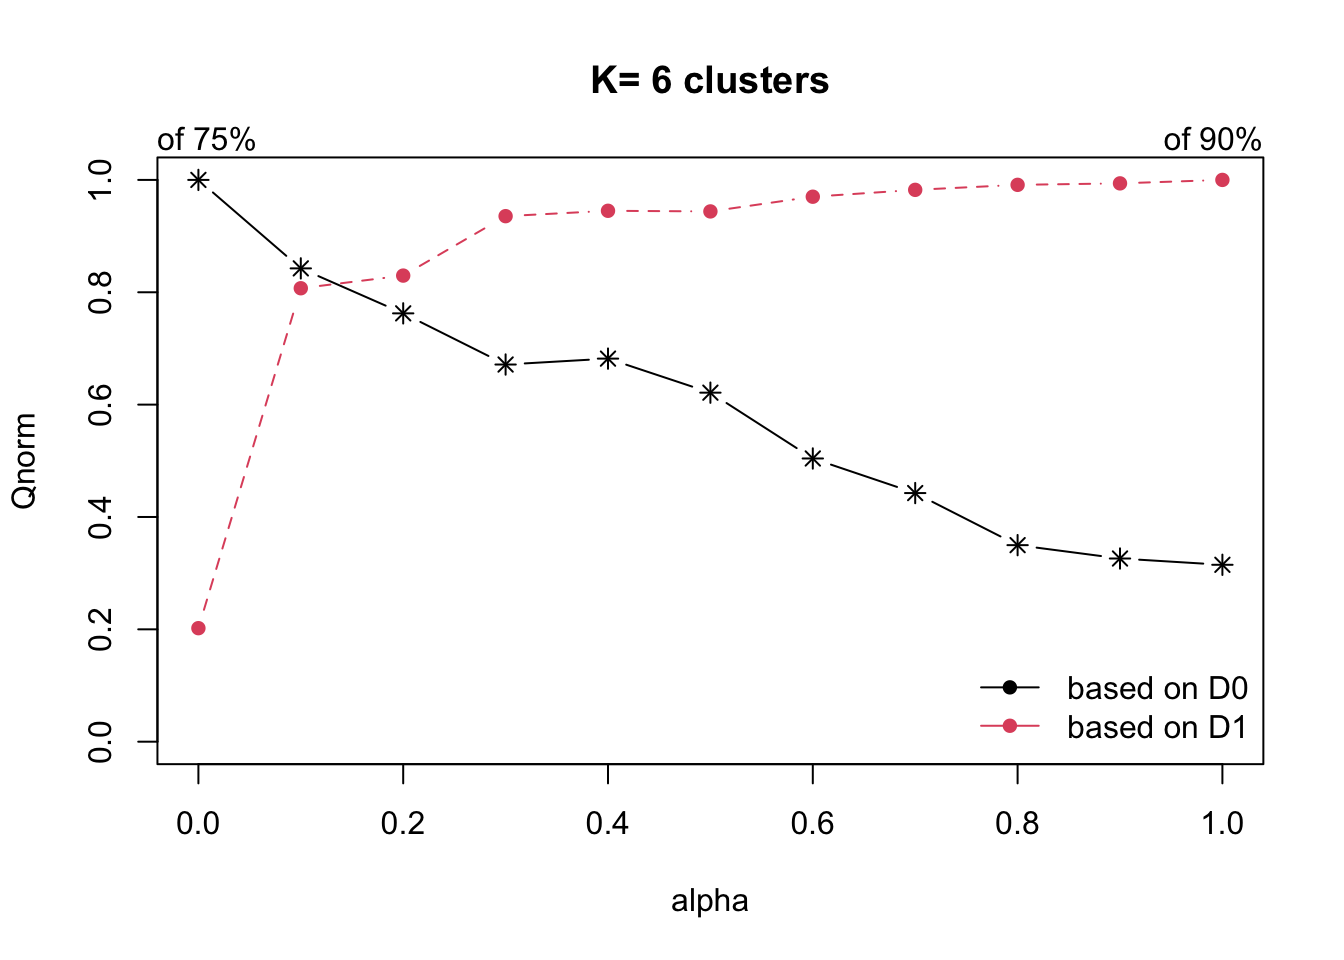 K= 6 clusters
of 75%
of 90%
Qnorm
1.0
0.8
0.6
0.4
0.2
0.0
based on D0
based on D1
0.0 0.2 0.4 0.6 0.8 1.0
alpha